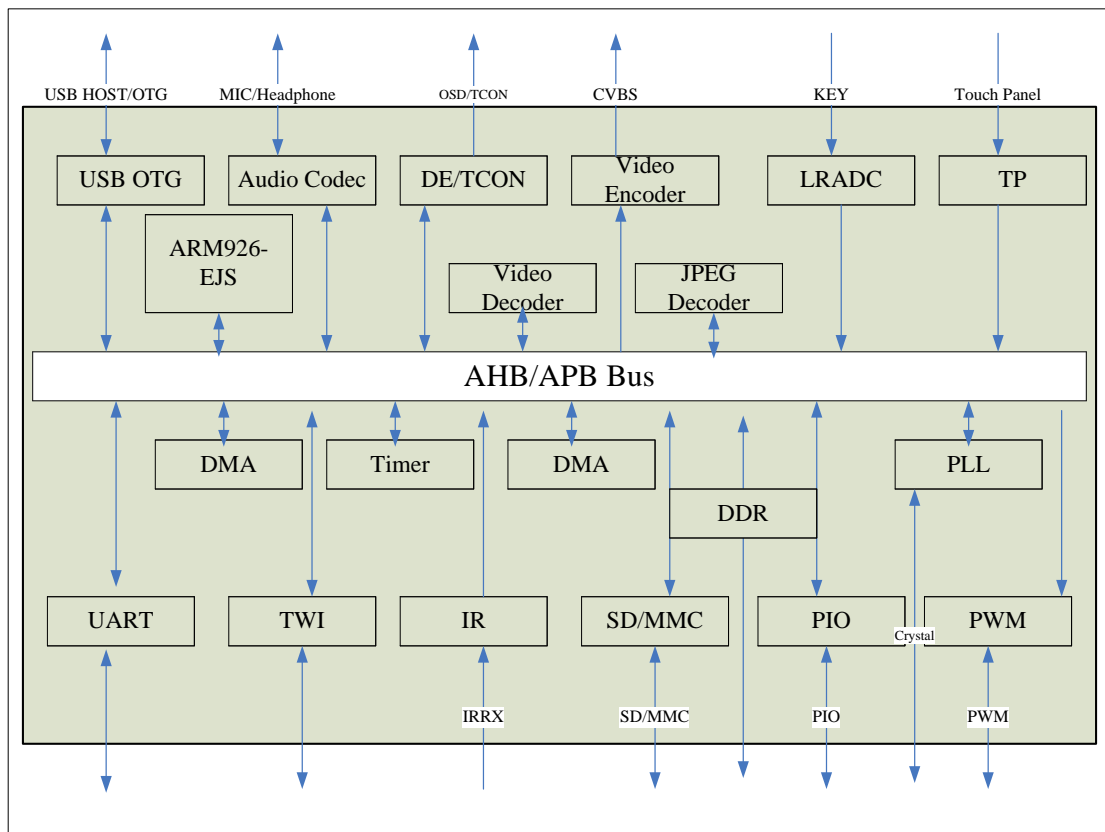 USB HOST/OTG
MIC/Headphone
OSD/TCON
CVBS
KEY
Touch Panel
USB OTG
Audio Codec
DE/TCON
Video
Encoder
LRADC
TP
ARM926-
EJS
Video
Decoder
JPEG
Decoder
AHB/APB Bus
DMA
Timer
DMA
PLL
DDR
UART
TWI
IR
SD/MMC
PIO
Crystal
PWM
IRRX
SD/MMC
PIO
PWM